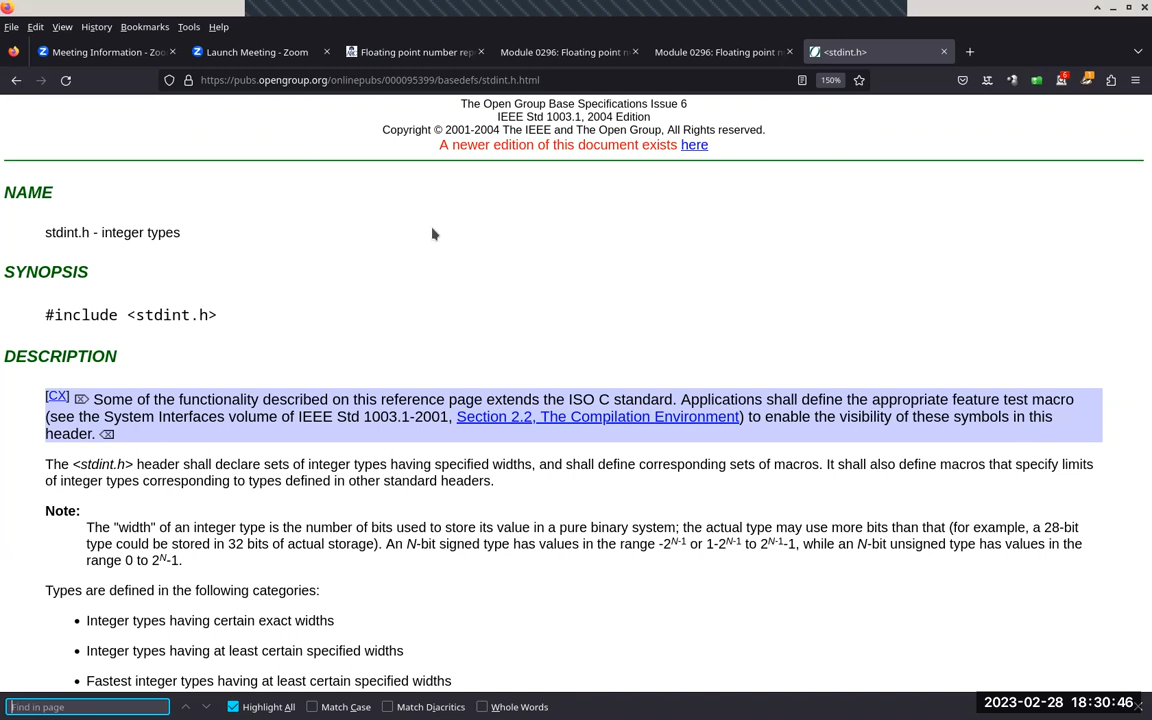 File Edit View History Bookmarks Tools Help
Meeting Information - Zoo
Launch Meeting - Zoom
Floating point number rep
Module 0296: Floating point n
Module 0296: Floating point n
<stdint.h>
https://pubs.opengroup.org/onlinepubs/000095399/basedefs/stdint.h.html
150%
6
The Open Group Base Specifications Issue 6
IEEE Std 1003.1, 2004 Edition
Copyright © 2001-2004 The IEEE and The Open Group, All Rights reserved.
A newer edition of this document exists here
NAME
stdint.h - integer types
SYNOPSIS
#include <stdint.h>
DESCRIPTION
[CX] ⌦ Some of the functionality described on this reference page extends the ISO C standard. Applications shall define the appropriate feature test macro
(see the System Interfaces volume of IEEE Std 1003.1-2001, Section 2.2, The Compilation Environment) to enable the visibility of these symbols in this
header. ⌫
The <stdint.h> header shall declare sets of integer types having specified widths, and shall define corresponding sets of macros. It shall also define macros that specify limits
of integer types corresponding to types defined in other standard headers.
Note:
The "width" of an integer type is the number of bits used to store its value in a pure binary system; the actual type may use more bits than that (for example, a 28-bit
type could be stored in 32 bits of actual storage). An N-bit signed type has values in the range -2^N-1 or 1-2^N-1 to 2^N-1-1, while an N-bit unsigned type has values in the
range 0 to 2^N-1.
Types are defined in the following categories:
• Integer types having certain exact widths
• Integer types having at least certain specified widths
• Fastest integer types having at least certain specified widths
Find in page
Highlight All
Match Case
Match Diacritics
Whole Words
2023-02-28 18:30:46